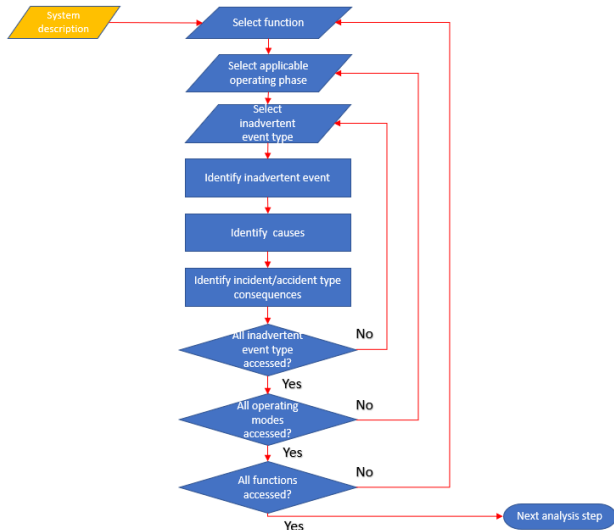 System
description
Select function
Select applicable
operating phase
Select
inadvertent
event type
Identify inadvertent event
Identify causes
Identify incident/accident type
consequences
All inadvertent
event type
accessed?
No
Yes
All operating
modes
accessed?
No
Yes
All functions
accessed?
No
Yes
Next analysis step